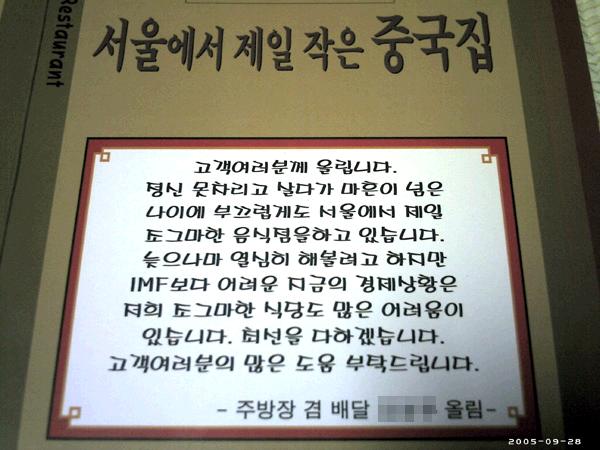 Restaurant
서울에서 제일 작은 중국집
고객여러분께 올립니다.
정신 못차리고 살다가 마흔이 넘은
나이에 부끄럽게도 서울에서 제일
조그마한 음식점을하고 있습니다.
늦으나마 열심히 해볼려고 하지만
IMF보다 어려운 지금의 경제상황은
저희 조그마한 식당도 많은 어려움이
있습니다. 최선을 다하겠습니다.
고객여러분의 많은 도움 부탁드립니다.
- 주방장 겸 배달 올림-
2005-09-28